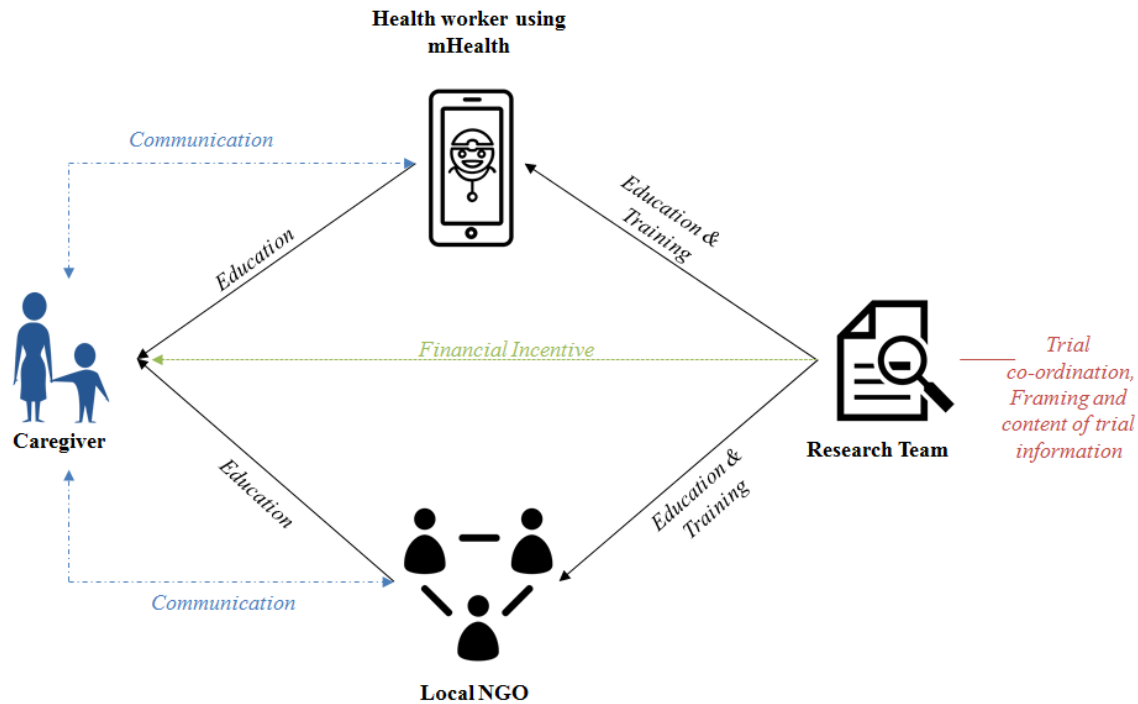 Health worker using
mHealth
Communication
Education &
Training
Education
Financial Incentive
Trial
co-ordination,
Framing and
content of trial
information
Caregiver
Research Team
Education
Education &
Training
Communication
Local NGO